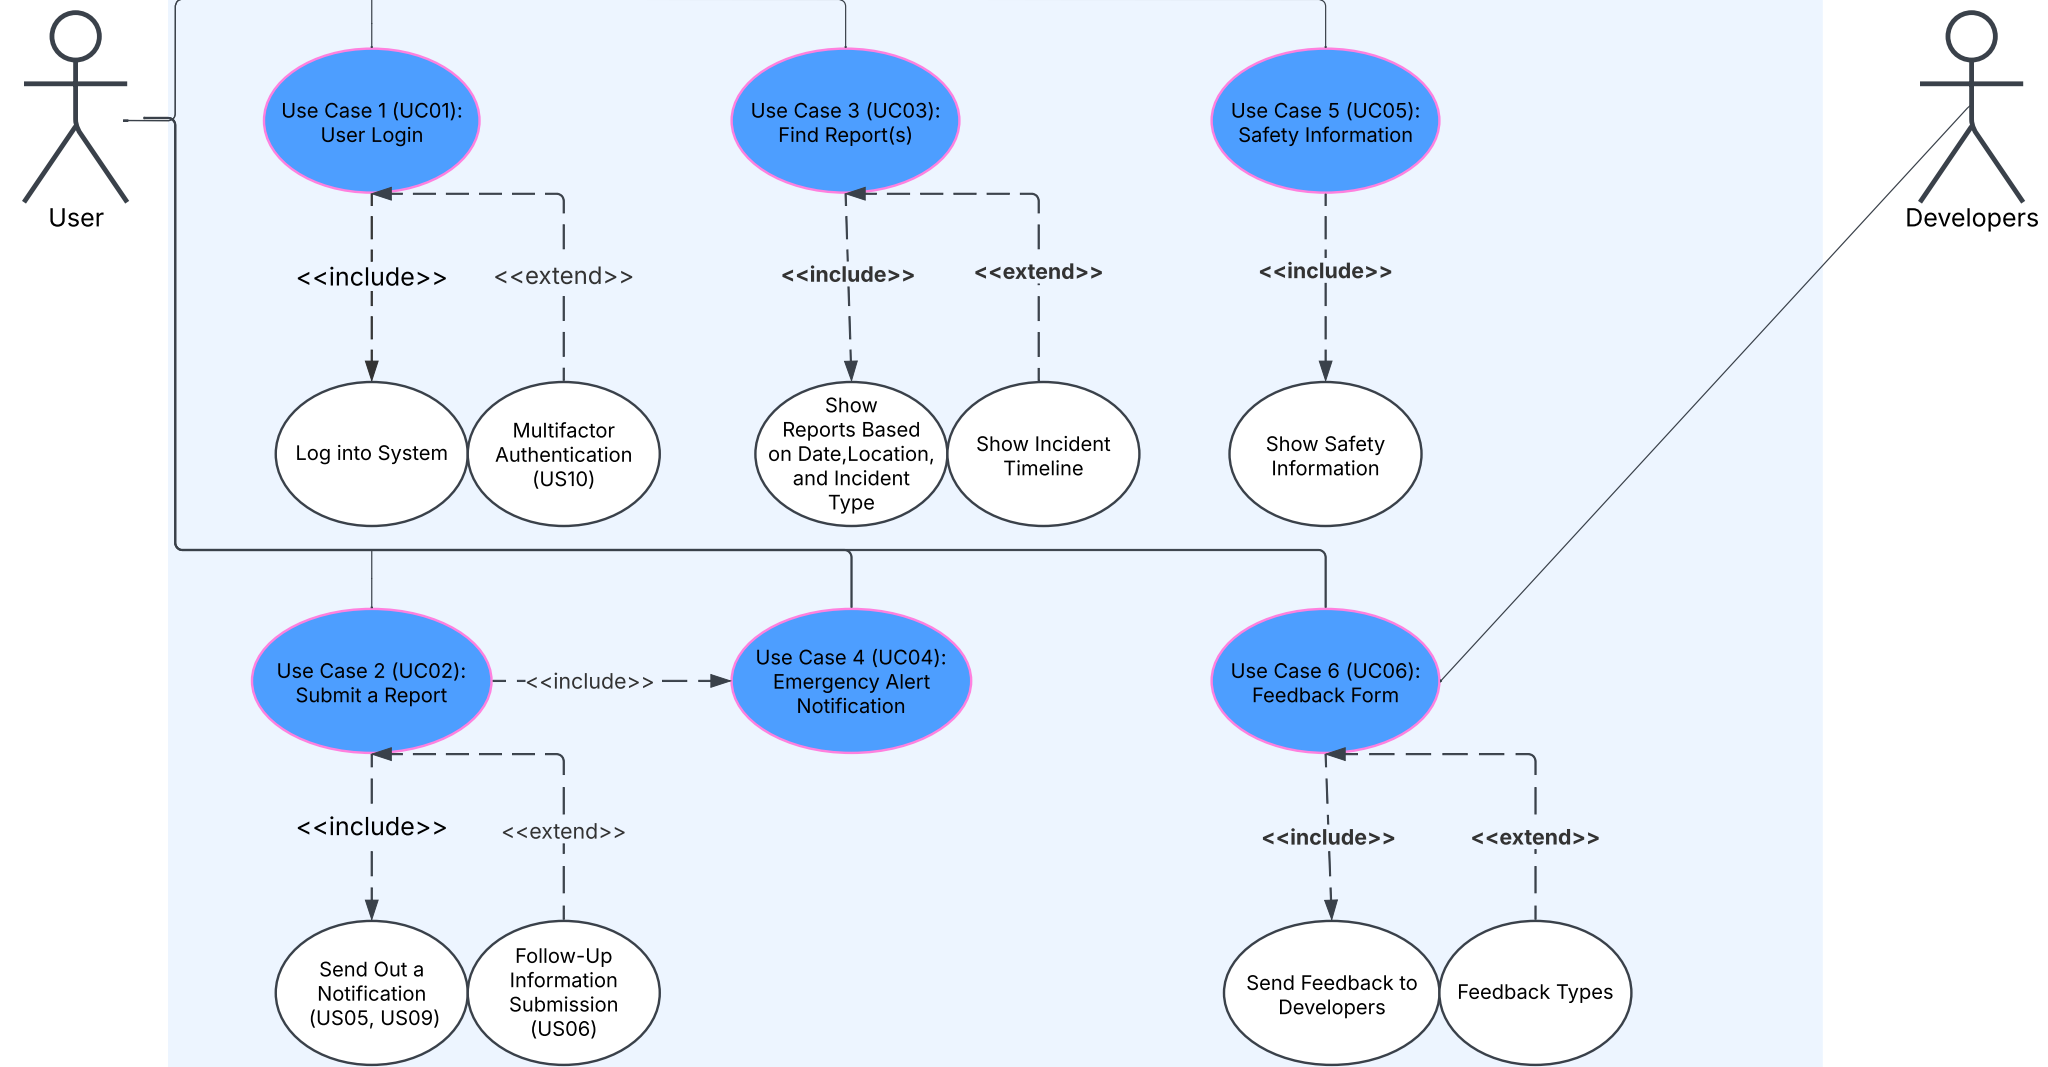 User
Developers
Use Case 1 (UC01):
User Login
Use Case 3 (UC03):
Find Report(s)
Use Case 5 (UC05):
Safety Information
<<include>>
<<extend>>
<<include>>
<<extend>>
<<include>>
Log into System
Multifactor
Authentication
(US10)
Show
Reports Based
on Date,Location,
and Incident
Type
Show Incident
Timeline
Show Safety
Information
Use Case 2 (UC02):
Submit a Report
<<include>>
Use Case 4 (UC04):
Emergency Alert
Notification
Use Case 6 (UC06):
Feedback Form
<<include>>
<<extend>>
<<include>>
<<extend>>
Send Out a
Notification
(US05, US09)
Follow-Up
Information
Submission
(US06)
Send Feedback to
Developers
Feedback Types